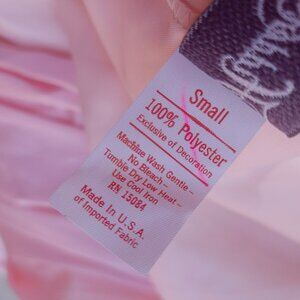 Small
100% Polyester
Exclusive of Decoration
Machine Wash Gentle -
No Bleach -
Tumble Dry Low Heat -
Use Cool Iron
RN 15084
Made in U.S.A.
of Imported Fabric